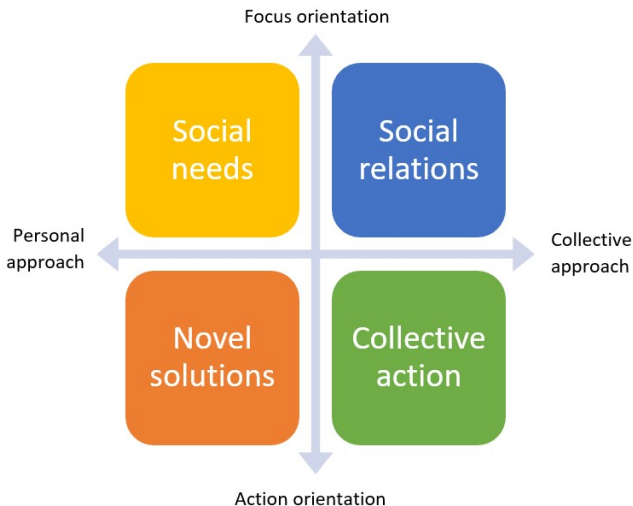 Focus orientation
Social
needs
Social
relations
Personal
approach
Collective
approach
Novel
solutions
Collective
action
Action orientation